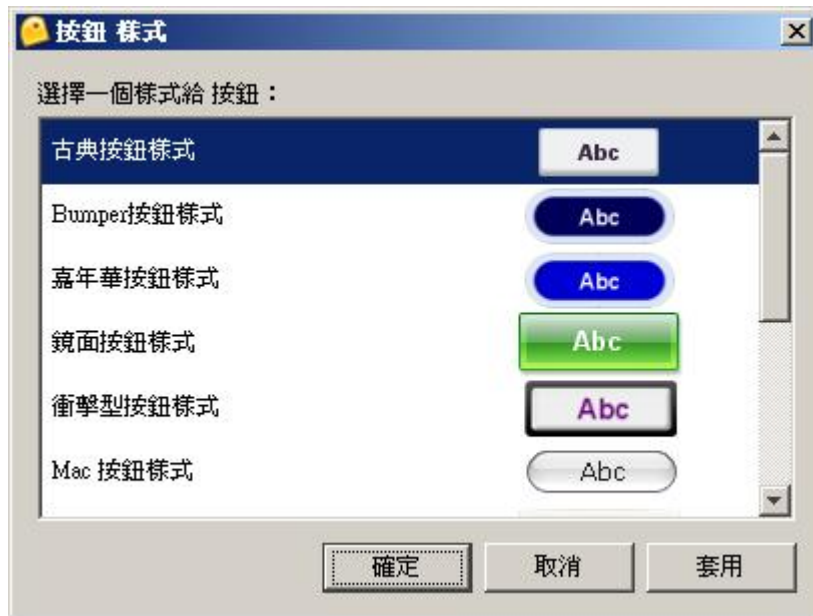 按鈕 樣式
選擇一個樣式給 按鈕：
古典按鈕樣式 Abc
Bumper按鈕樣式 Abc
嘉年華按鈕樣式 Abc
鏡面按鈕樣式 Abc
衝擊型按鈕樣式 Abc
Mac 按鈕樣式 Abc
確定 取消 套用